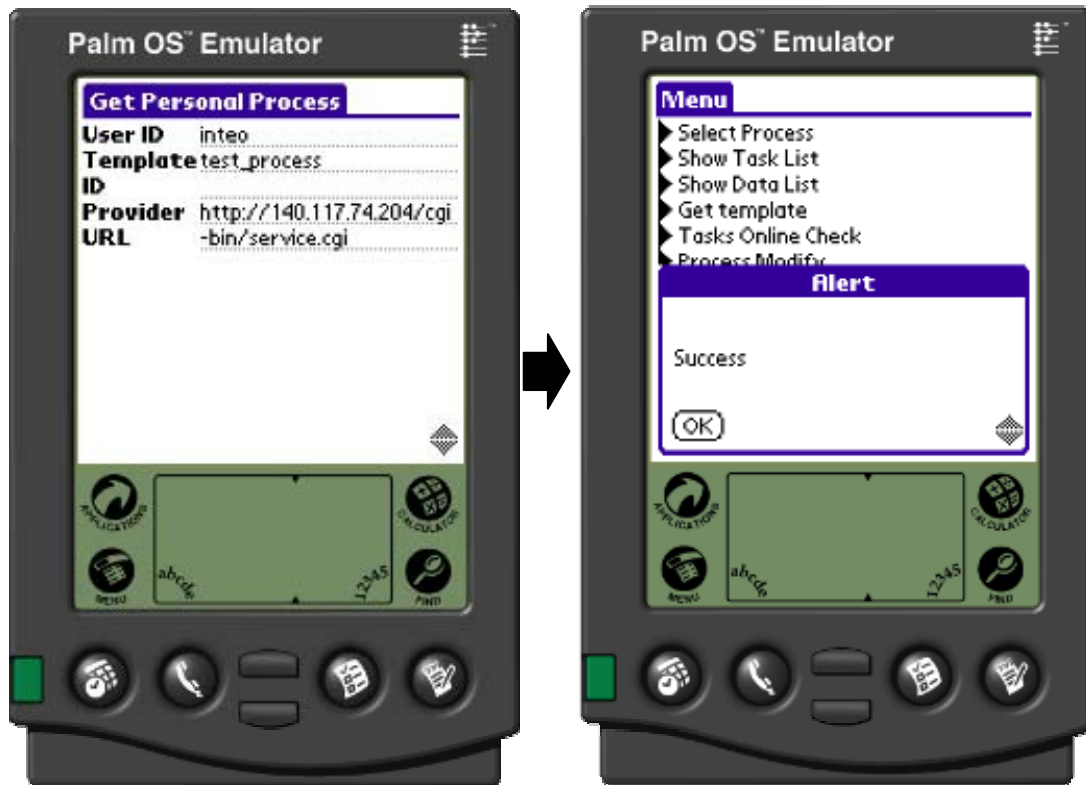 Palm OS™ Emulator
Get Personal Process
User ID inteo
Template test_process
ID
Provider http://140.117.74.204/cgi
URL -bin/service.cgi
APPLICATIONS
CALCULATOR
MENU
abcde
12345
FIND
Palm OS™ Emulator
Menu
Select Process
Show Task List
Show Data List
Get template
Tasks Online Check
Process Modify
Alert
Success
OK
APPLICATIONS
CALCULATOR
MENU
abcde
12345
FIND